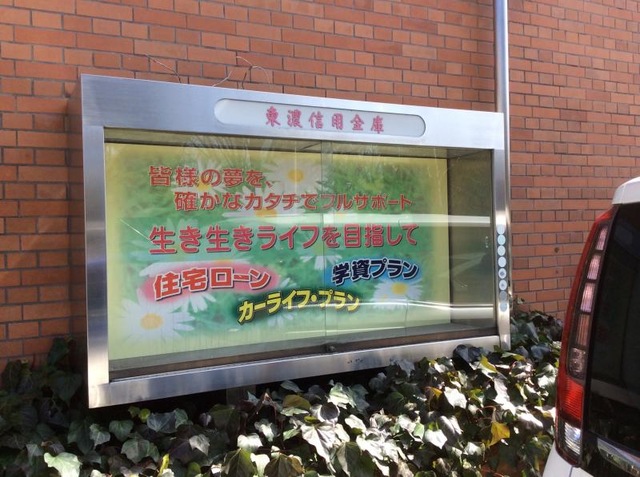 東濃信用金庫
皆様の夢を、
確かなカタチでフルサポート
生き生きライフを目指して
住宅ローン
学資プラン
カーライフ・プラン